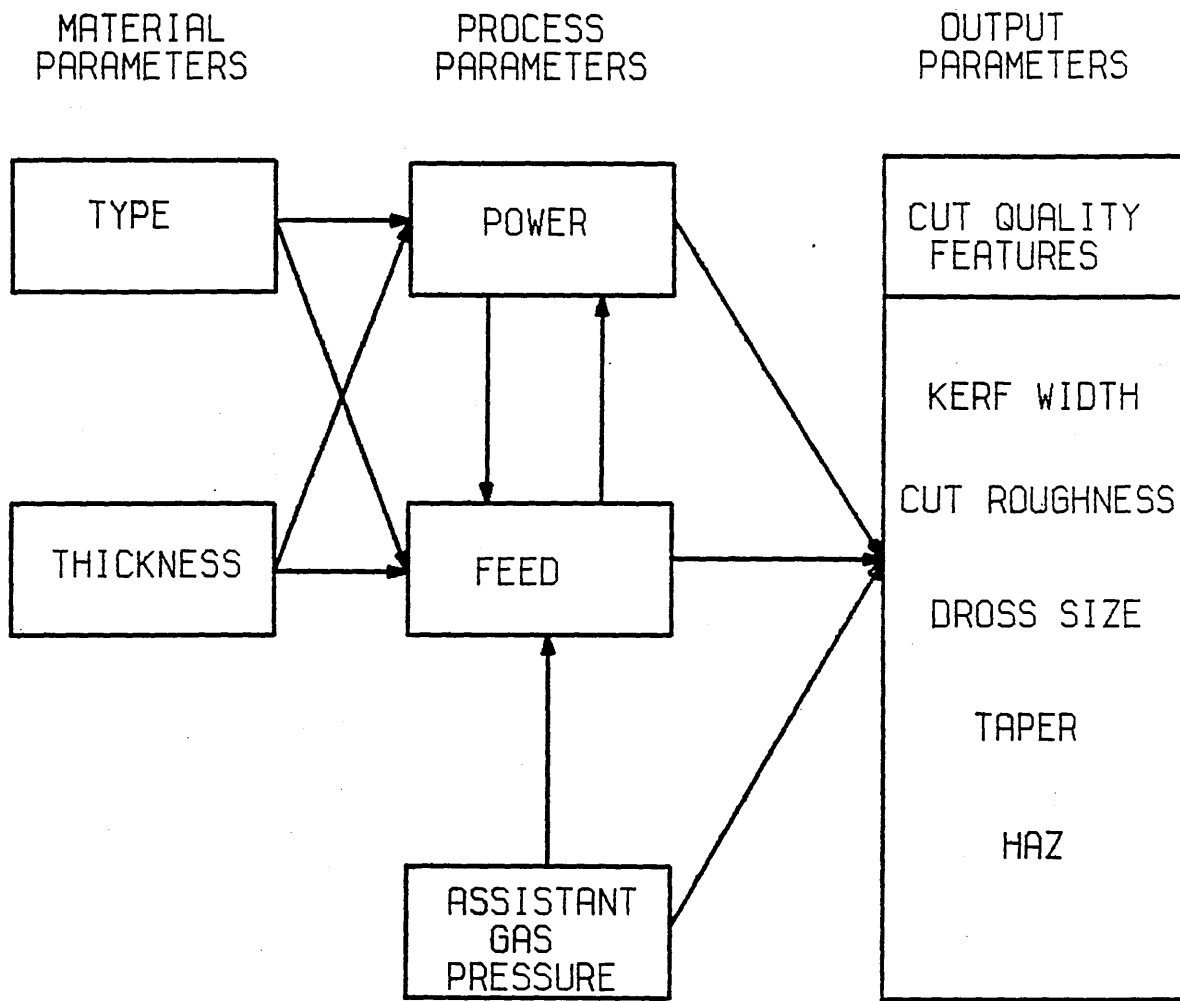 MATERIAL
PARAMETERS
PROCESS
PARAMETERS
OUTPUT
PARAMETERS
TYPE
POWER
CUT QUALITY
FEATURES
KERF WIDTH
CUT ROUGHNESS
THICKNESS
FEED
DROSS SIZE
TAPER
HAZ
ASSISTANT
GAS
PRESSURE